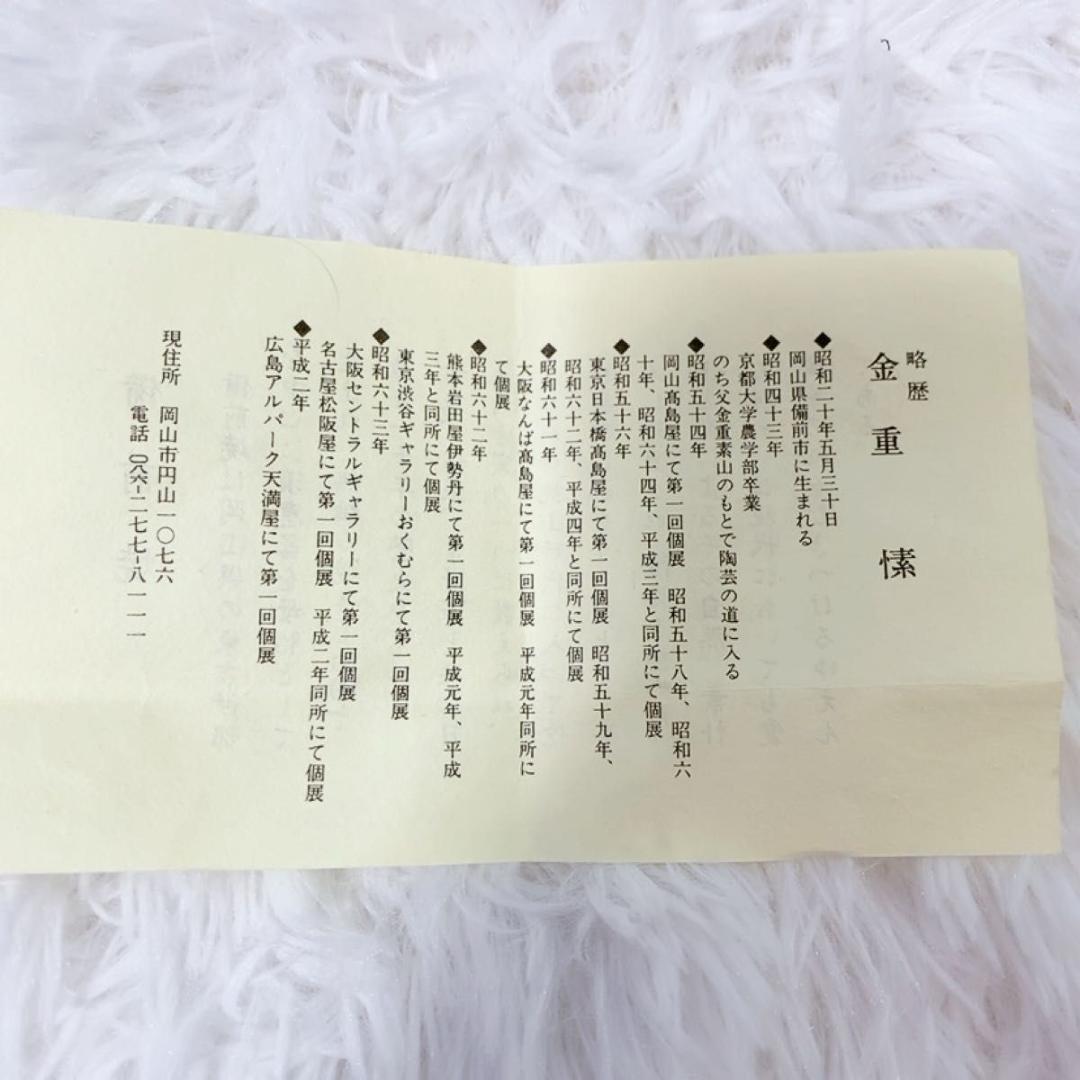 略歴
金重 愫
◆昭和二十年五月三十日
岡山県備前市に生まれる
◆昭和四十三年
京都大学農学部卒業
のち父金重素山のもとで陶芸の道に入る
◆昭和五十四年
岡山髙島屋にて第一回個展 昭和五十八年、昭和六
十年、昭和六十四年、平成三年と同所にて個展
◆昭和五十六年
東京日本橋髙島屋にて第一回個展 昭和五十九年、
昭和六十二年、平成四年と同所にて個展
◆昭和六十一年
大阪なんば髙島屋にて第一回個展 平成元年同所に
て個展
◆昭和六十二年
熊本岩田屋伊勢丹にて第一回個展 平成元年、平成
三年と同所にて個展
東京渋谷ギャラリーおくむらにて第一回個展
◆昭和六十三年
大阪セントラルギャラリーにて第一回個展
名古屋松阪屋にて第一回個展 平成二年同所にて個展
◆平成二年
広島アルパーク天満屋にて第一回個展
現住所 岡山市円山一〇七六
電話(〇八六)二七七-八一一一